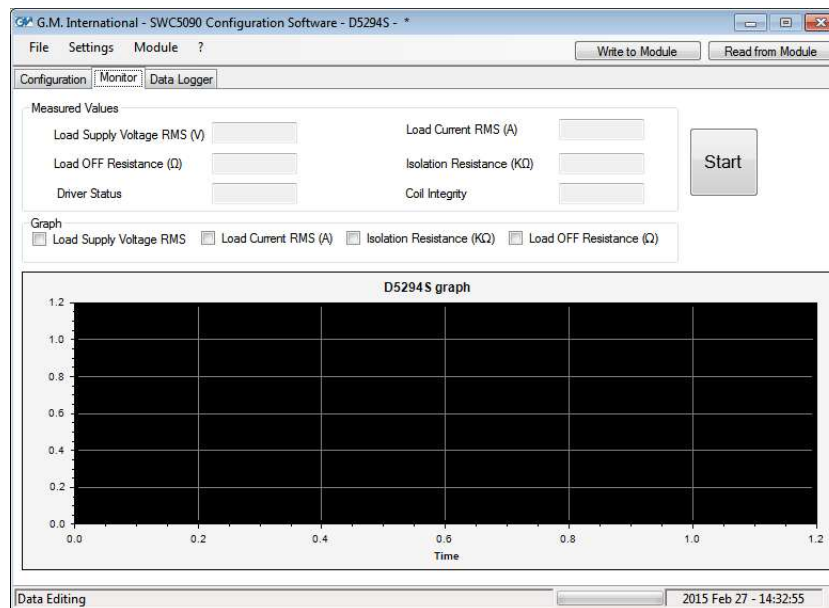 G.M. International - SWC5090 Configuration Software - D5294S - *
File Settings Module ? Write to Module Read from Module
Configuration Monitor Data Logger
Measured Values
Load Supply Voltage RMS (V) Load Current RMS (A)
Load OFF Resistance (Ω) Isolation Resistance (KΩ)
Driver Status Coil Integrity
Start
Graph
Load Supply Voltage RMS Load Current RMS (A) Isolation Resistance (KΩ) Load OFF Resistance (Ω)
D5294S graph
1.2
1.0
0.8
0.6
0.4
0.2
0.0
0.0 0.2 0.4 0.6 0.8 1.0 1.2
Time
Data Editing 2015 Feb 27 - 14:32:55